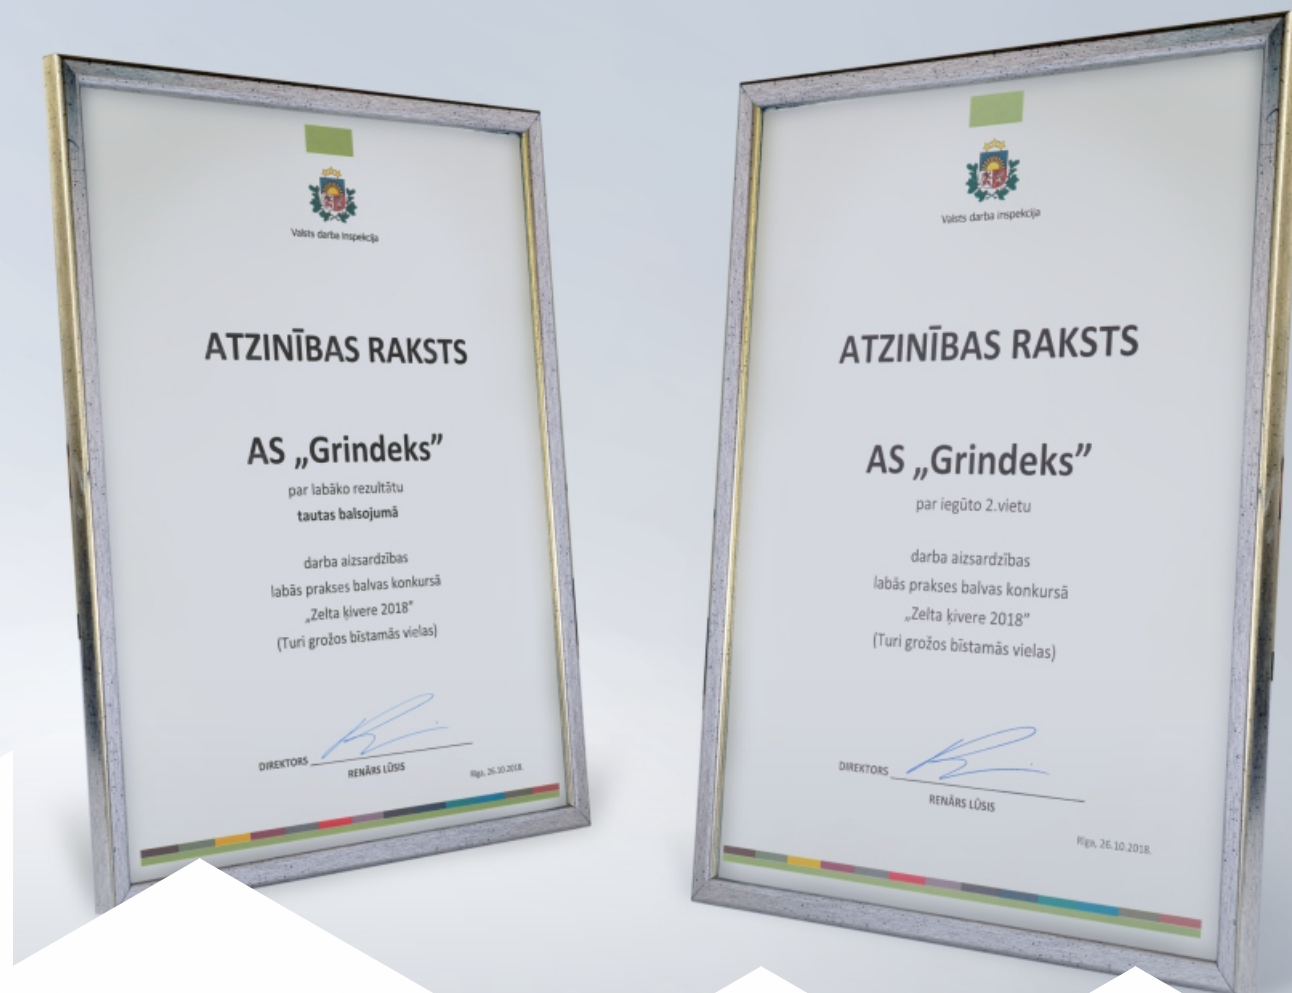 Valsts darba inspekcija
ATZINĪBAS RAKSTS
AS „Grindeks”
par labāko rezultātu
tautas balsojumā
darba aizsardzības
labās prakses balvas konkursā
„Zelta ķivere 2018”
(Turi grožos bīstamās vielas)
DIREKTORS
RENĀRS LŪSIS
Rīga, 26.10.2018.
Valsts darba inspekcija
ATZINĪBAS RAKSTS
AS „Grindeks”
par iegūto 2.vietu
darba aizsardzības
labās prakses balvas konkursā
„Zelta ķivere 2018”
(Turi grožos bīstamās vielas)
DIREKTORS
RENĀRS LŪSIS
Rīga, 26.10.2018.